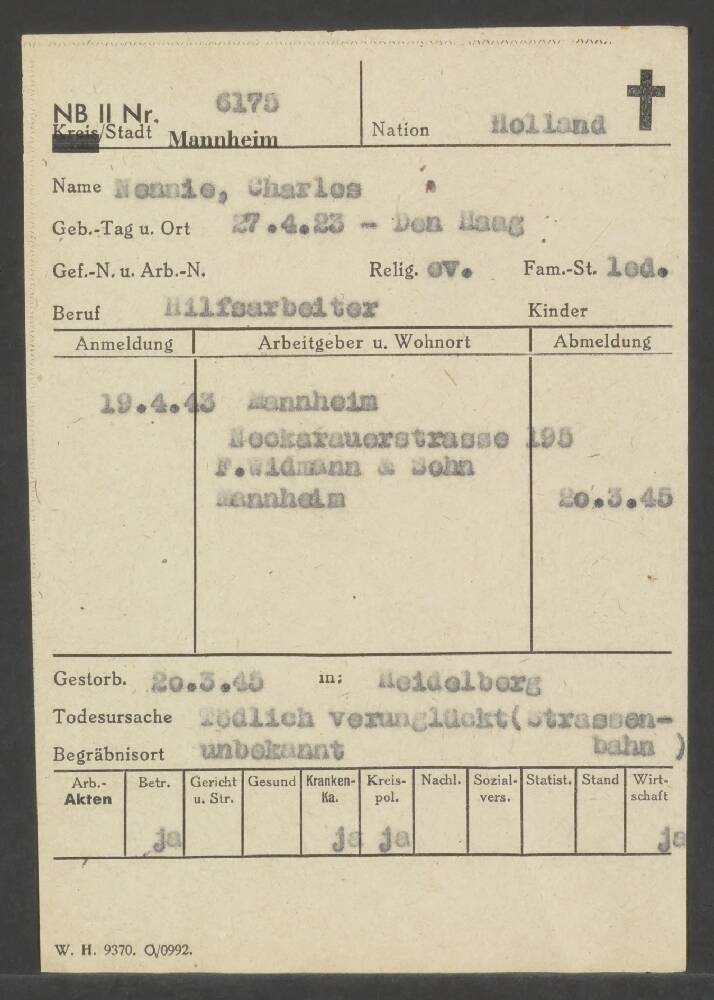 NB II Nr. 6175
Kreis/Stadt Mannheim
Nation Holland
Name Nennie, Charles
Geb.-Tag u. Ort 27.4.23 - Den Haag
Gef.-N. u. Arb.-N. Relig. ev. Fam.-St. led.
Beruf Hilfsarbeiter Kinder
Anmeldung Arbeitgeber u. Wohnort Abmeldung
19.4.43 Mannheim
Neckarauerstrasse 195
F.Widmann & Sohn
Mannheim 20.3.45
Gestorb. 20.3.45 in: Heidelberg
Todesursache Tödlich verunglückt(Strassen-
Begräbnisort unbekannt bahn )
Arb.- Betr. Gericht Gesund Kranken- Kreis- Nachl. Sozial- Statist. Stand Wirt-
Akten u. Str. Ka. pol. vers. schaft
ja ja ja ja
W. H. 9370. O/0992.